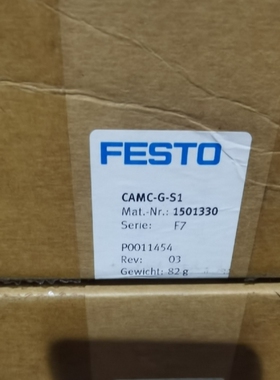 FESTO
CAMC-G-S1
Mat.-Nr.: 1501330
Serie: F7
P0011454
Rev: 03
Gewicht: 82 g